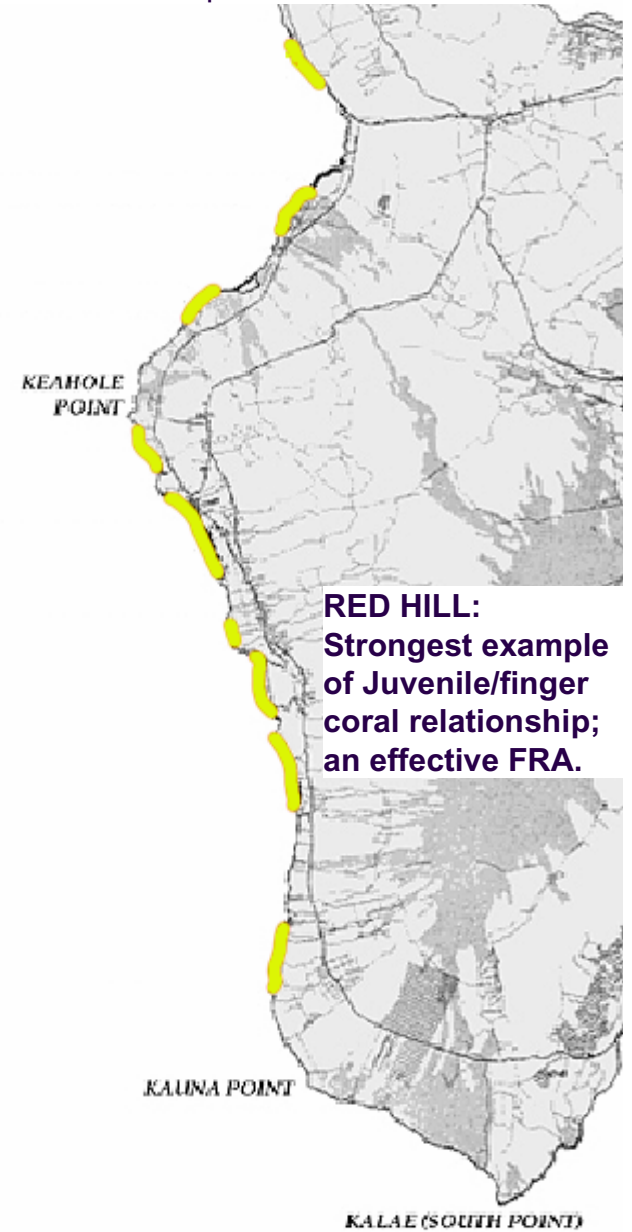 KEAHOLE
POINT
RED HILL:
Strongest example
of Juvenile/finger
coral relationship;
an effective FRA.
KAUNA POINT
KALAE (SOUTH POINT)